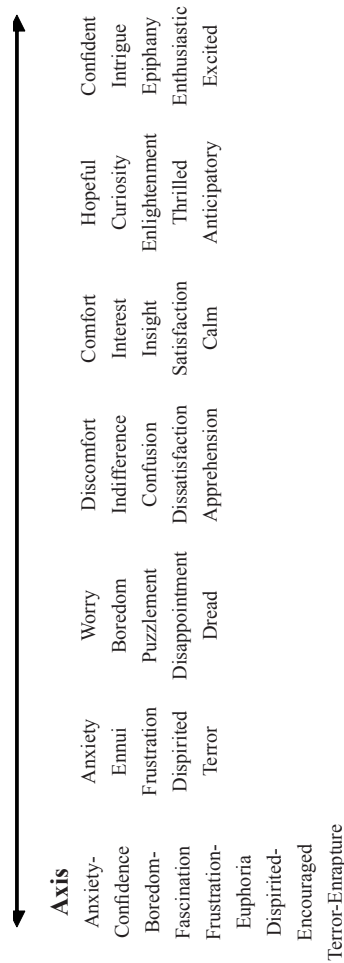 Axis
Anxiety- Anxiety Worry Discomfort Comfort Hopeful Confident
Confidence Ennui Boredom Indifference Interest Curiosity Intrigue
Boredom- Frustration Puzzlement Confusion Insight Enlightenment Epiphany
Fascination Dispirited Disappointment Dissatisfaction Satisfaction Thrilled Enthusiastic
Frustration- Terror Dread Apprehension Calm Anticipatory Excited
Euphoria
Dispirited-
Encouraged
Terror-Enrapture